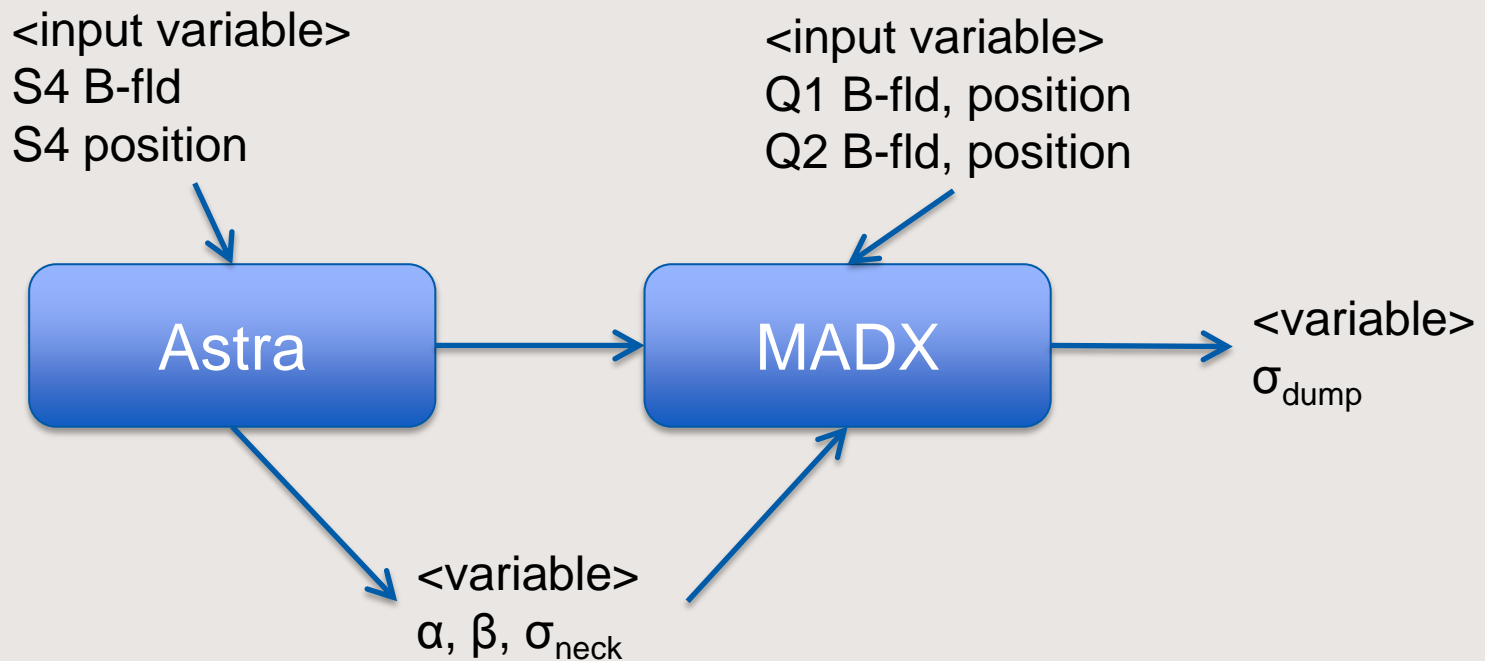 <input variable>
S4 B-fld
S4 position
<input variable>
Q1 B-fld, position
Q2 B-fld, position
Astra
MADX
<variable>
σdump
<variable>
α, β, σneck